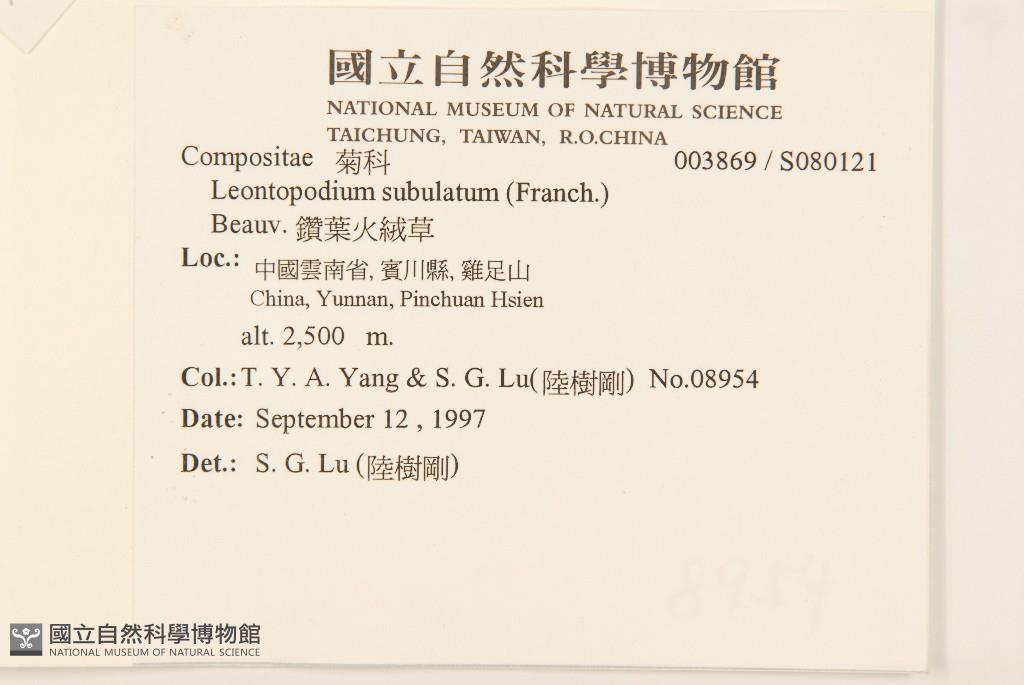 國立自然科學博物館
NATIONAL MUSEUM OF NATURAL SCIENCE
TAICHUNG, TAIWAN, R.O.CHINA
Compositae 菊科 003869 / S080121
Leontopodium subulatum (Franch.)
Beauv. 鑽葉火絨草
Loc.: 中國雲南省, 賓川縣, 雞足山
China, Yunnan, Pinchuan Hsien
alt. 2,500 m.
Col.: T. Y. A. Yang & S. G. Lu(陸樹剛) No.08954
Date: September 12 , 1997
Det.: S. G. Lu (陸樹剛)
8954
國立自然科學博物館
NATIONAL MUSEUM OF NATURAL SCIENCE